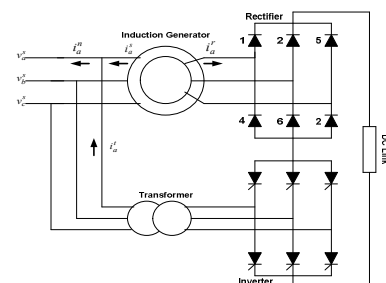 Rectifier
Induction Generator
1 2 5
i_a^n i_a^s i_a^r
v_a^s
v_b^s
v_c^s
4 6 2
i_a^t
DC Link
Transformer
Inverter